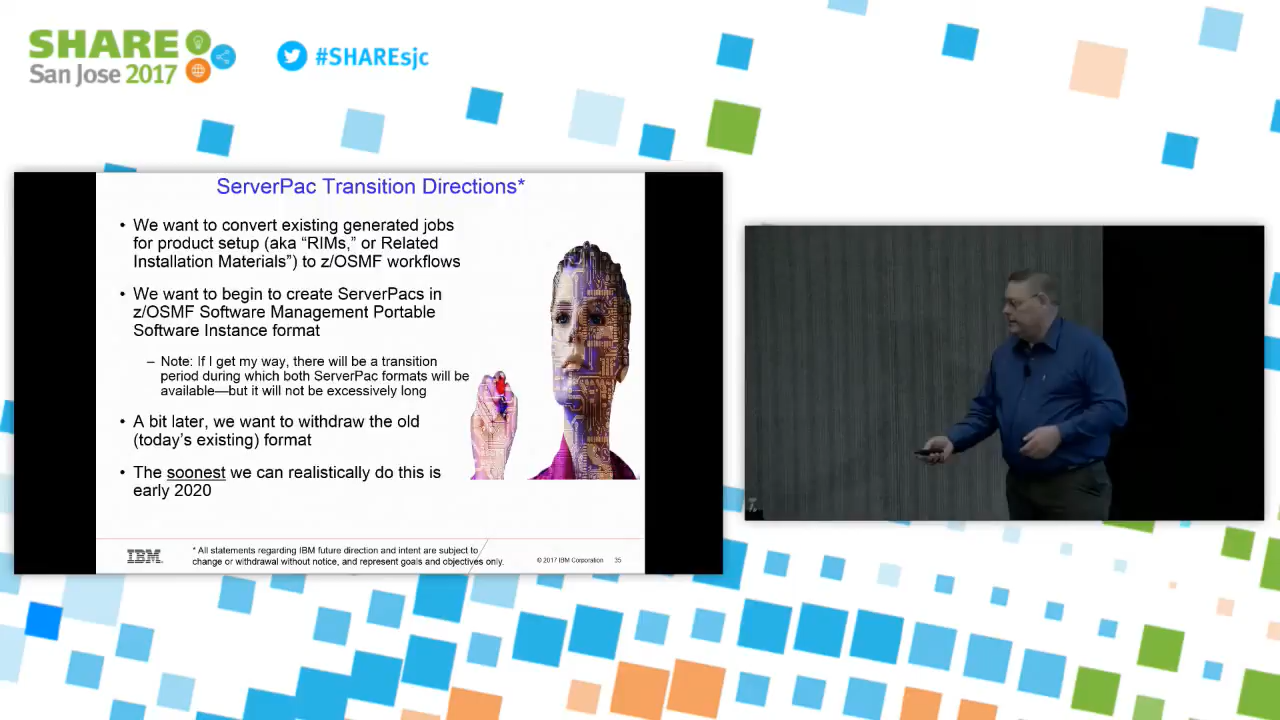 SHARE
San Jose 2017
#SHAREsjc
ServerPac Transition Directions*
• We want to convert existing generated jobs
for product setup (aka “RIMs,” or Related
Installation Materials”) to z/OSMF workflows
• We want to begin to create ServerPacs in
z/OSMF Software Management Portable
Software Instance format
– Note: If I get my way, there will be a transition
period during which both ServerPac formats will be
available—but it will not be excessively long
• A bit later, we want to withdraw the old
(today’s existing) format
• The soonest we can realistically do this is
early 2020
IBM
* All statements regarding IBM future direction and intent are subject to
change or withdrawal without notice, and represent goals and objectives only.
© 2017 IBM Corporation 35